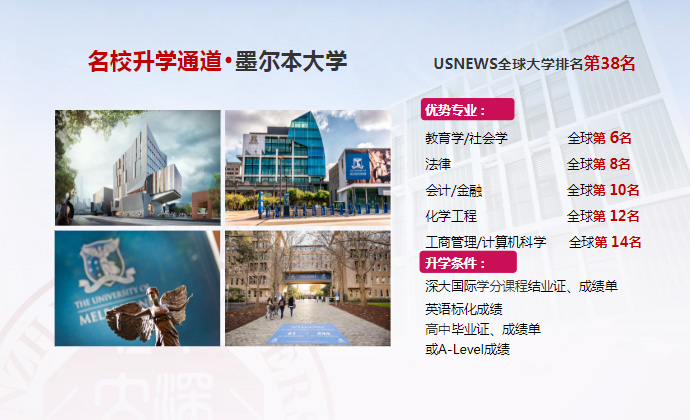 名校升学通道·墨尔本大学
USNEWS全球大学排名第38名
优势专业：
教育学/社会学 全球第 6名
法律 全球第 8名
会计/金融 全球第 10名
化学工程 全球第 12名
工商管理/计算机科学 全球第 14名
升学条件：
深大国际学分课程结业证、成绩单
英语标化成绩
高中毕业证、成绩单
或A-Level成绩
THE UNIVERSITY OF